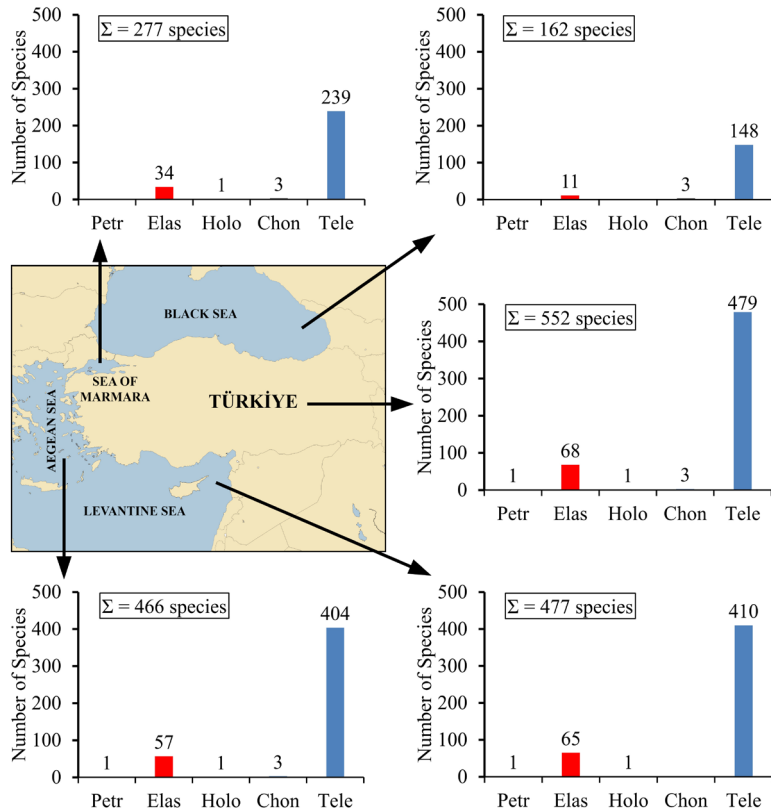 500
400
300
200
100
0
Number of Species
Σ = 277 species
34
1
3
239
Petr Elas Holo Chon Tele
500
400
300
200
100
0
Number of Species
Σ = 162 species
11
3
148
Petr Elas Holo Chon Tele
BLACK SEA
SEA OF
MARMARA
TÜRKİYE
AEGEAN SEA
LEVANTINE SEA
500
400
300
200
100
0
Number of Species
Σ = 552 species
1
68
1
3
479
Petr Elas Holo Chon Tele
500
400
300
200
100
0
Number of Species
Σ = 466 species
1
57
1
3
404
Petr Elas Holo Chon Tele
500
400
300
200
100
0
Number of Species
Σ = 477 species
1
65
1
410
Petr Elas Holo Chon Tele